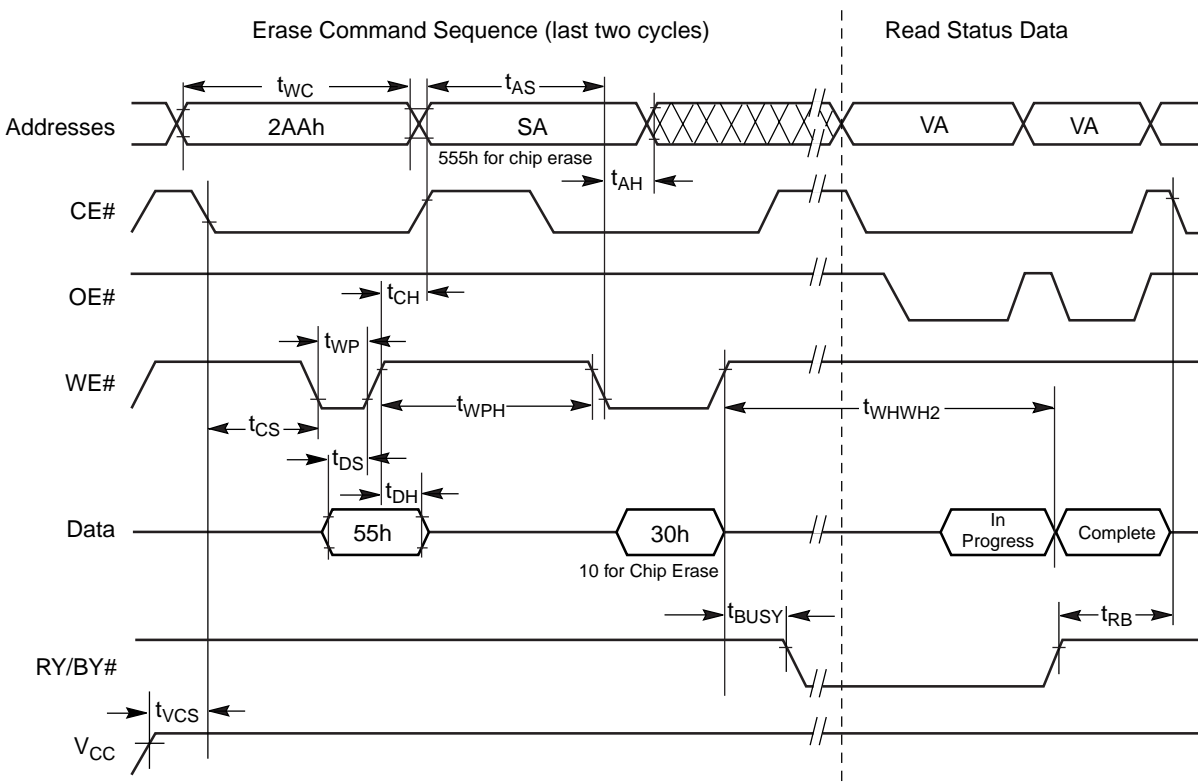 Erase Command Sequence (last two cycles)
Read Status Data
tWC
tAS
Addresses
2AAh
SA
VA
VA
555h for chip erase
tAH
CE#
OE#
tCH
tWP
WE#
tWPH
tWHWH2
tCS
tDS
tDH
Data
55h
30h
In
Progress
Complete
10 for Chip Erase
tBUSY
tRB
RY/BY#
tVCS
VCC